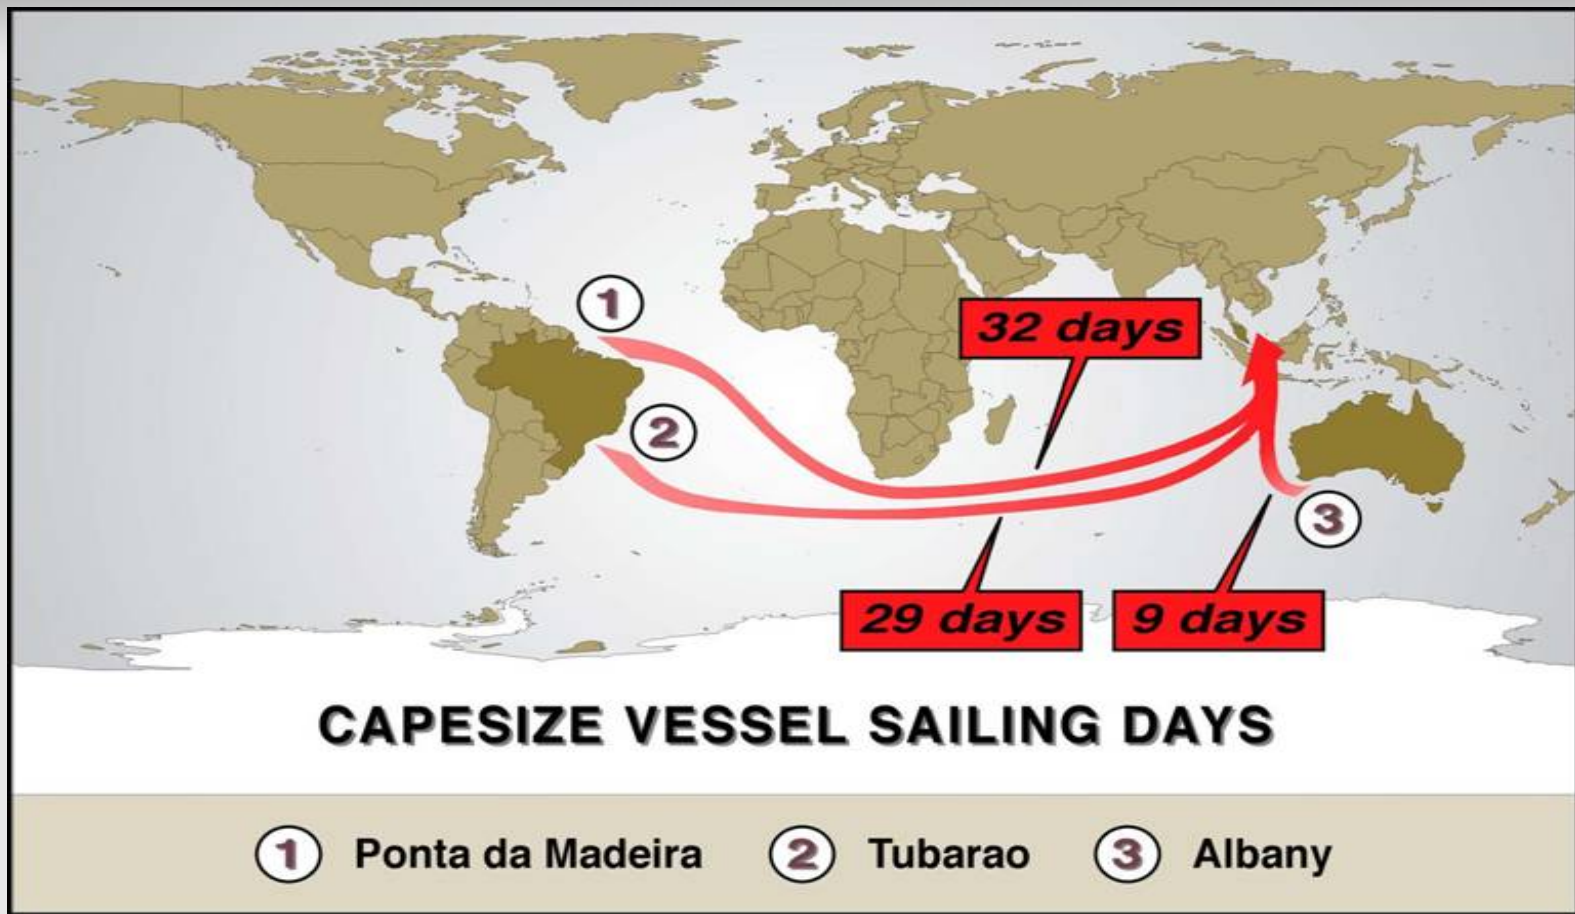 1
32 days
2
3
29 days
9 days
CAPESIZE VESSEL SAILING DAYS
1 Ponta da Madeira 2 Tubarao 3 Albany